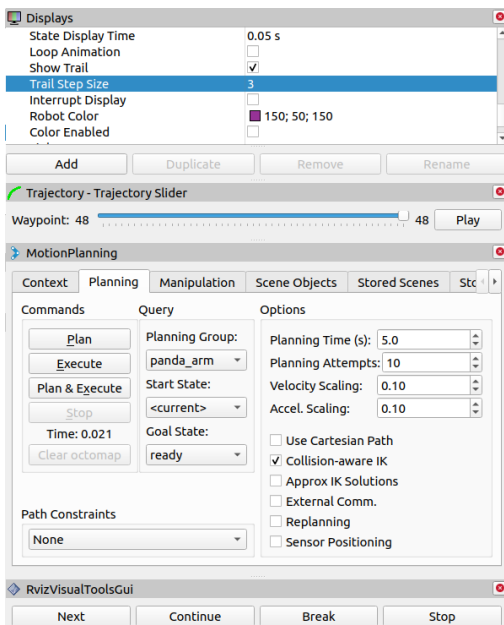 Displays
State Display Time 0.05 s
Loop Animation
Show Trail
Trail Step Size 3
Interrupt Display
Robot Color 150; 50; 150
Color Enabled
Add Duplicate Remove Rename
Trajectory - Trajectory Slider
Waypoint: 48 48 Play
MotionPlanning
Context Planning Manipulation Scene Objects Stored Scenes
Commands Query Options
Plan
Execute
Plan & Execute
Stop
Time: 0.021
Clear octomap
Planning Group:
panda_arm
Start State:
<current>
Goal State:
ready
Planning Time (s): 5.0
Planning Attempts: 10
Velocity Scaling: 0.10
Accel. Scaling: 0.10
Use Cartesian Path
Collision-aware IK
Approx IK Solutions
External Comm.
Replanning
Sensor Positioning
Path Constraints
None
RvizVisualToolsGui
Next Continue Break Stop